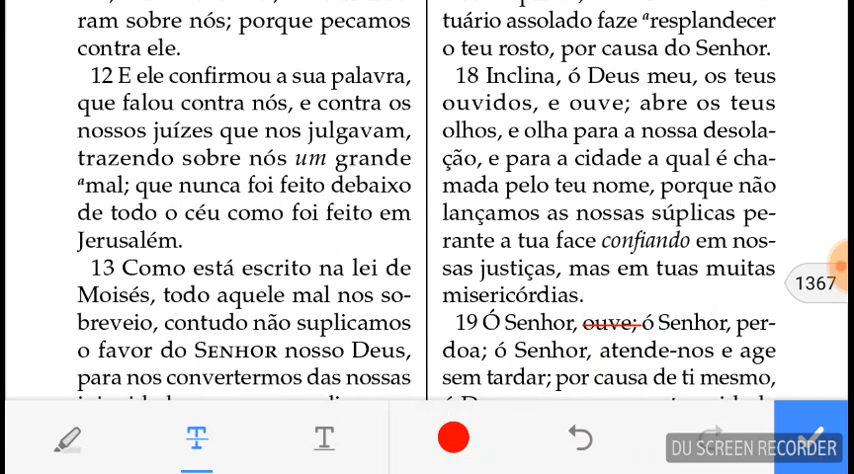 ram sobre nós; porque pecamos
contra ele.
12 E ele confirmou a sua palavra,
que falou contra nós, e contra os
nossos juízes que nos julgavam,
trazendo sobre nós um grande
ᵃmal; que nunca foi feito debaixo
de todo o céu como foi feito em
Jerusalém.
13 Como está escrito na lei de
Moisés, todo aquele mal nos so-
breveio, contudo não suplicamos
o favor do SENHOR nosso Deus,
para nos convertermos das nossas
tuário assolado faze ᵃresplandecer
o teu rosto, por causa do Senhor.
18 Inclina, ó Deus meu, os teus
ouvidos, e ouve; abre os teus
olhos, e olha para a nossa desola-
ção, e para a cidade a qual é cha-
mada pelo teu nome, porque não
lançamos as nossas súplicas pe-
rante a tua face confiando em nos-
sas justiças, mas em tuas muitas
misericórdias.
19 Ó Senhor, ouve; ó Senhor, per-
doa; ó Senhor, atende-nos e age
sem tardar; por causa de ti mesmo,
1367
T
T
DU SCREEN RECORDER